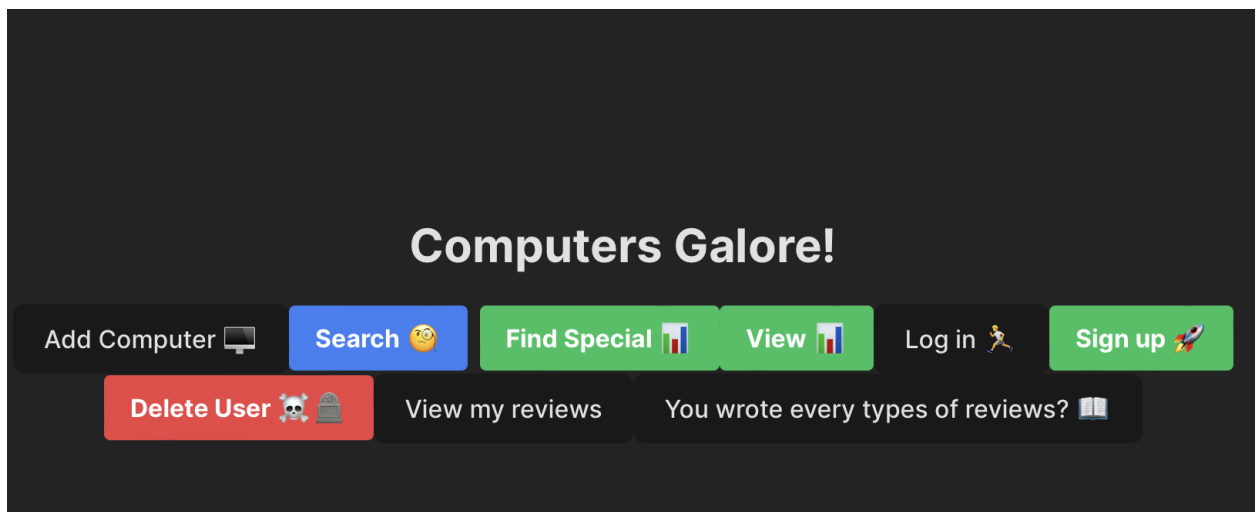 Computers Galore!
Add Computer 🖥️ Search 🧐 Find Special 📊 View 📊 Log in 🏃 Sign up 🚀
Delete User ☠️🪦 View my reviews You wrote every types of reviews? 📖